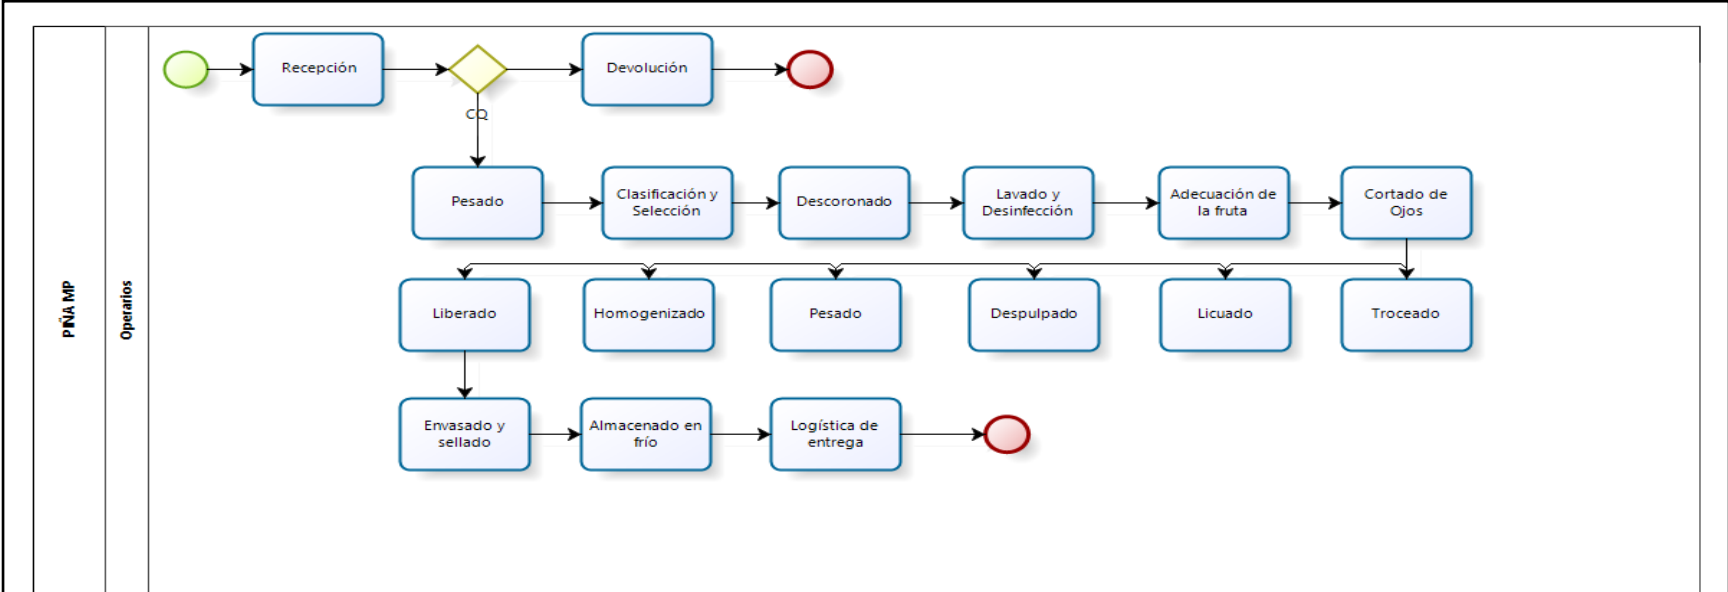 PIÑA MP
Operarios
Recepción
Devolución
CQ
Pesado
Clasificación y
Selección
Descoronado
Lavado y
Desinfección
Adecuación de
la fruta
Cortado de
Ojos
Liberado
Homogenizado
Pesado
Despulpado
Licuado
Troceado
Envasado y
sellado
Almacenado en
frío
Logística de
entrega